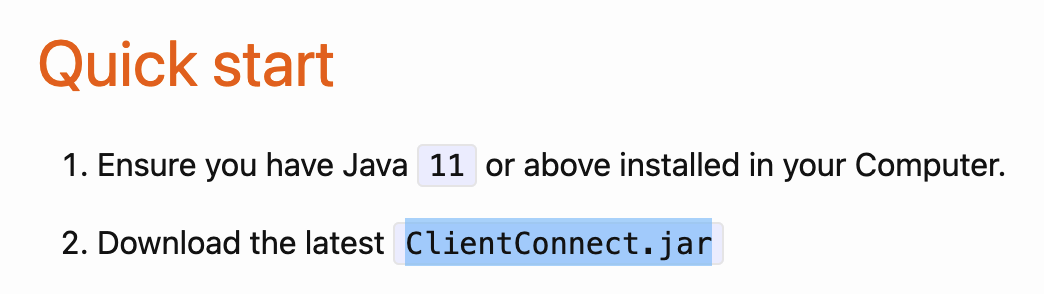 Quick start
1. Ensure you have Java 11 or above installed in your Computer.
2. Download the latest ClientConnect.jar